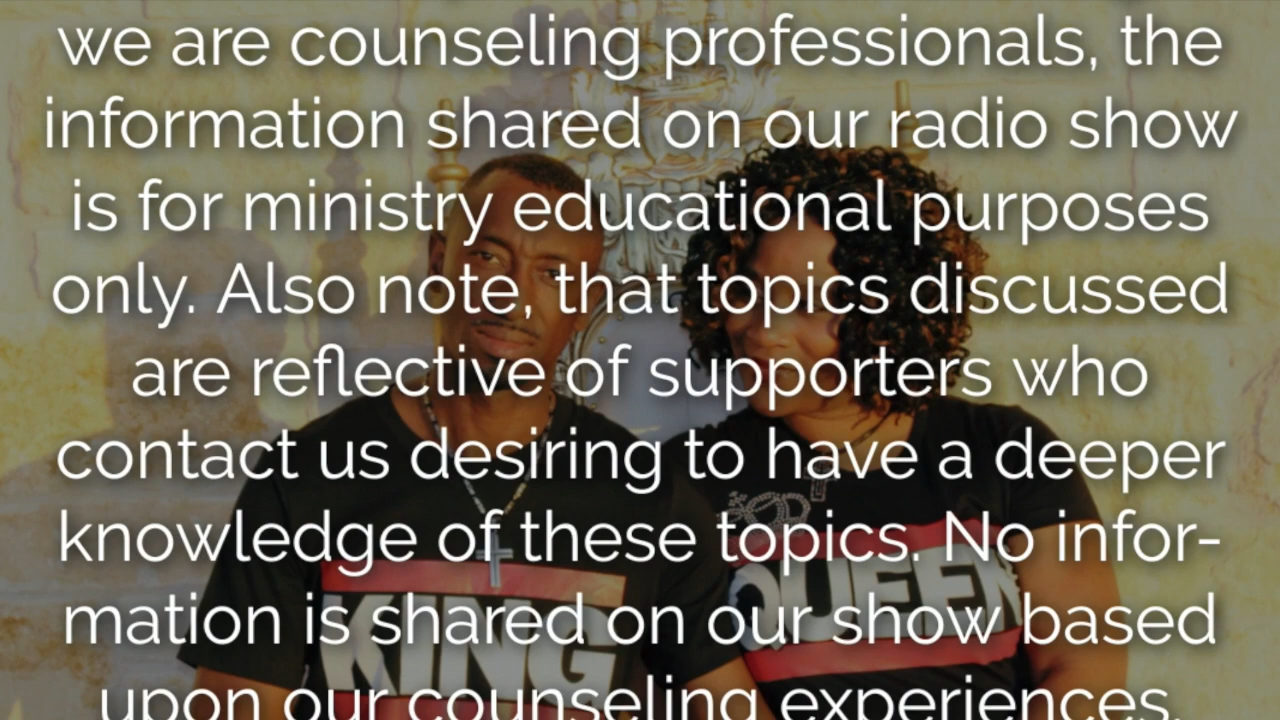 we are counseling professionals, the
information shared on our radio show
is for ministry educational purposes
only. Also note, that topics discussed
are reflective of supporters who
contact us desiring to have a deeper
knowledge of these topics. No infor-
mation is shared on our show based
upon our counseling experiences.
KING
QUEEN